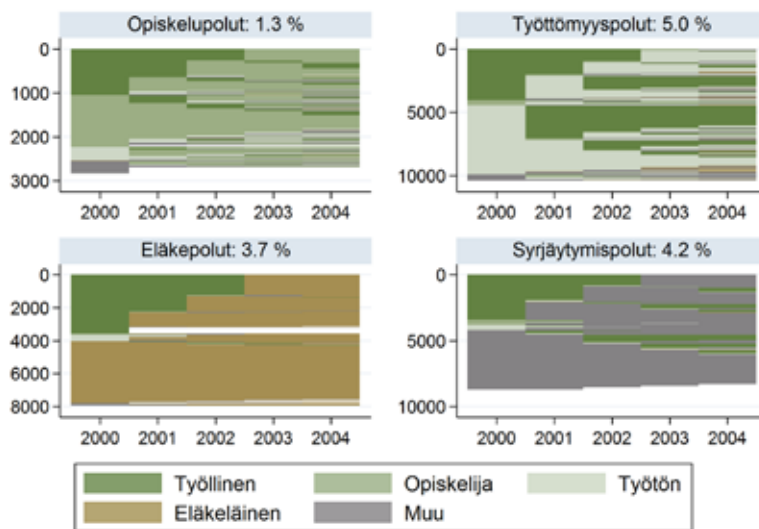 Opiskelupolut: 1.3 %
0
1000
2000
3000
2000 2001 2002 2003 2004
Työttömyyspolut: 5.0 %
0
5000
10000
2000 2001 2002 2003 2004
Eläkepolut: 3.7 %
0
2000
4000
6000
8000
2000 2001 2002 2003 2004
Syrjäytymispolut: 4.2 %
0
5000
10000
2000 2001 2002 2003 2004
Työllinen Opiskelija Työtön
Eläkeläinen Muu